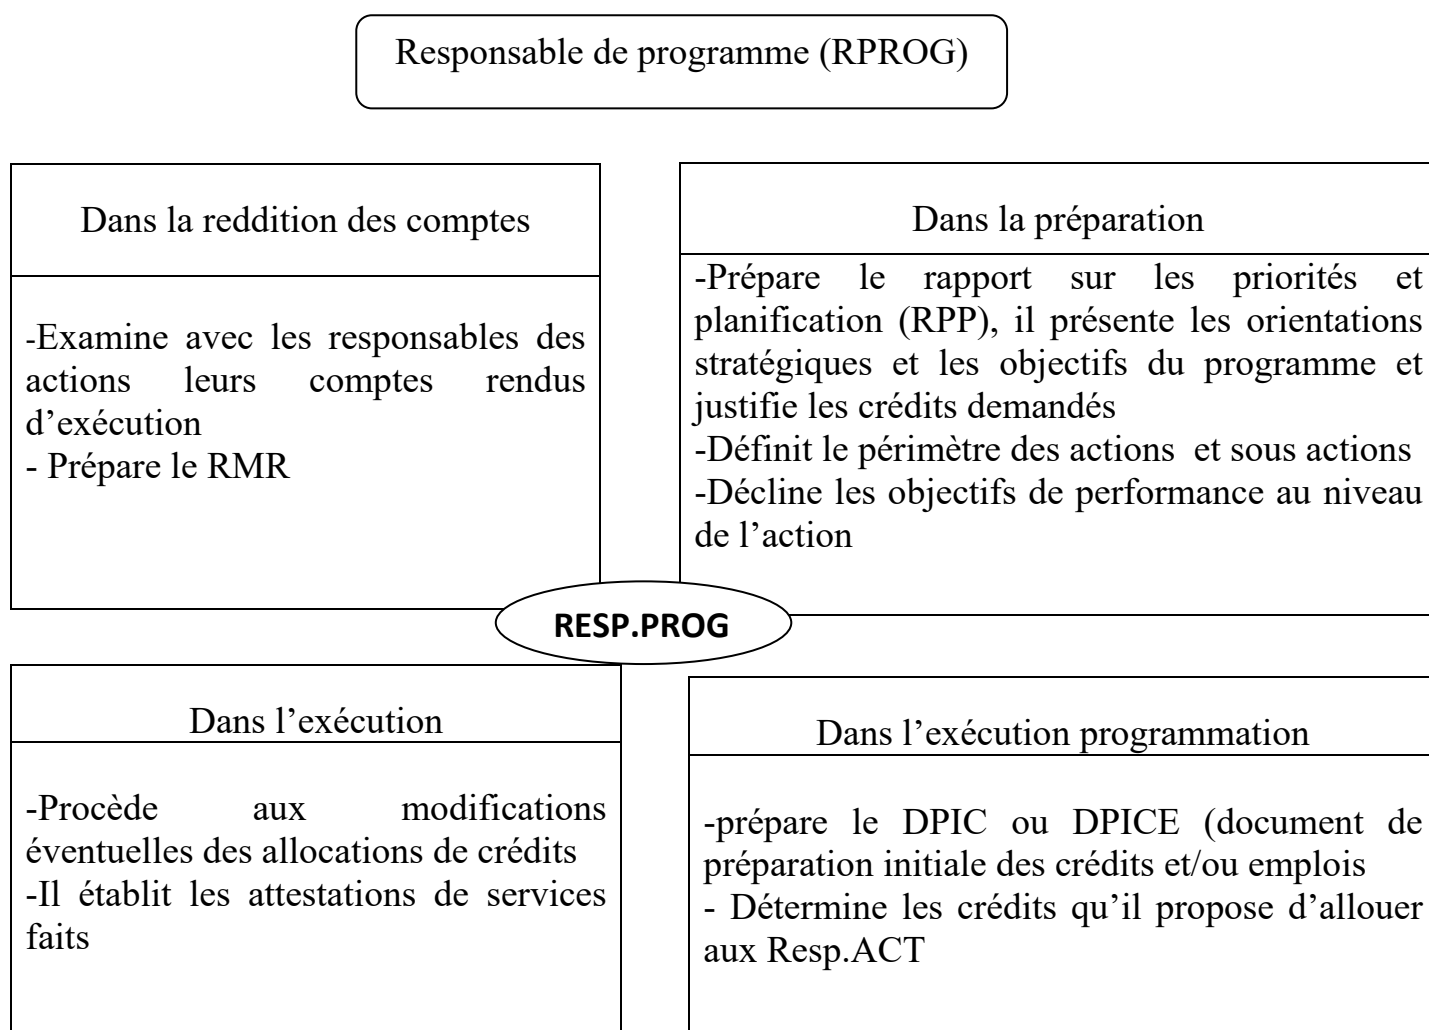 Responsable de programme (RPROG)
Dans la reddition des comptes
-Examine avec les responsables des
actions leurs comptes rendus
d’exécution
- Prépare le RMR
Dans la préparation
-Prépare le rapport sur les priorités et
planification (RPP), il présente les orientations
stratégiques et les objectifs du programme et
justifie les crédits demandés
-Définit le périmètre des actions et sous actions
-Décline les objectifs de performance au niveau
de l’action
RESP.PROG
Dans l’exécution
-Procède aux modifications
éventuelles des allocations de crédits
-Il établit les attestations de services
faits
Dans l’exécution programmation
-prépare le DPIC ou DPICE (document de
préparation initiale des crédits et/ou emplois
- Détermine les crédits qu’il propose d’allouer
aux Resp.ACT